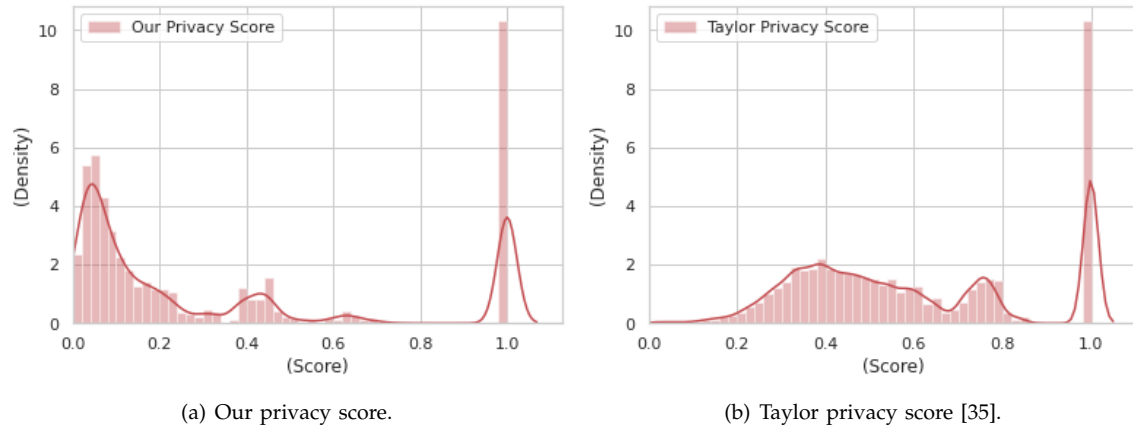 Our Privacy Score
10
8
6
4
2
0
(Density)
0.0 0.2 0.4 0.6 0.8 1.0
(Score)
(a) Our privacy score.
Taylor Privacy Score
10
8
6
4
2
0
(Density)
0.0 0.2 0.4 0.6 0.8 1.0
(Score)
(b) Taylor privacy score [35].